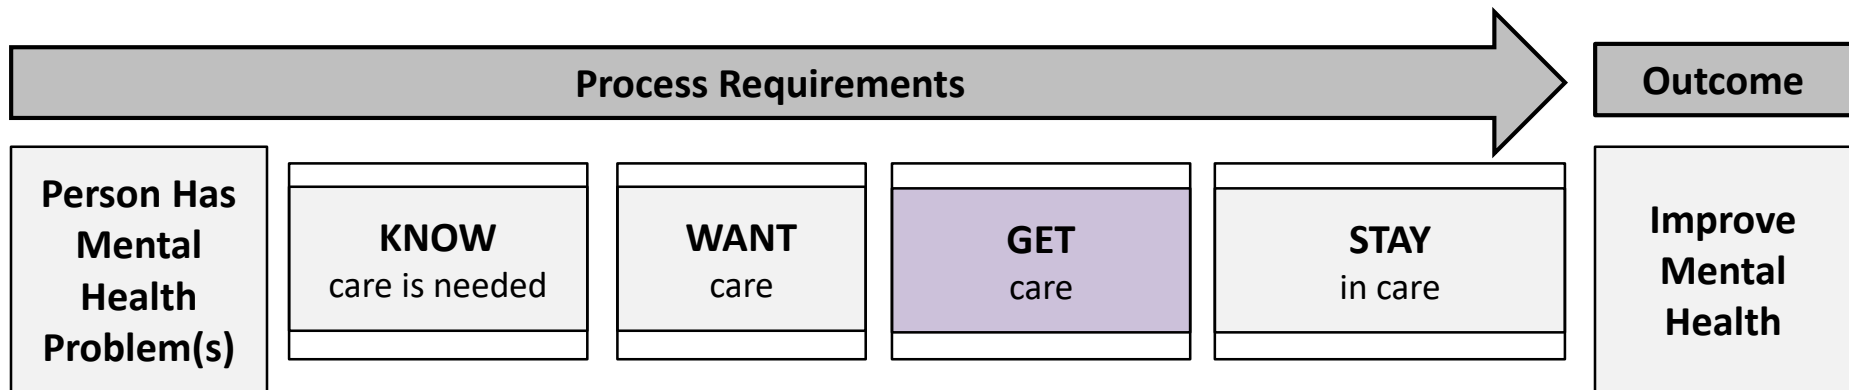 Process Requirements
Outcome
Person Has
Mental
Health
Problem(s)
KNOW
care is needed
WANT
care
GET
care
STAY
in care
Improve
Mental
Health